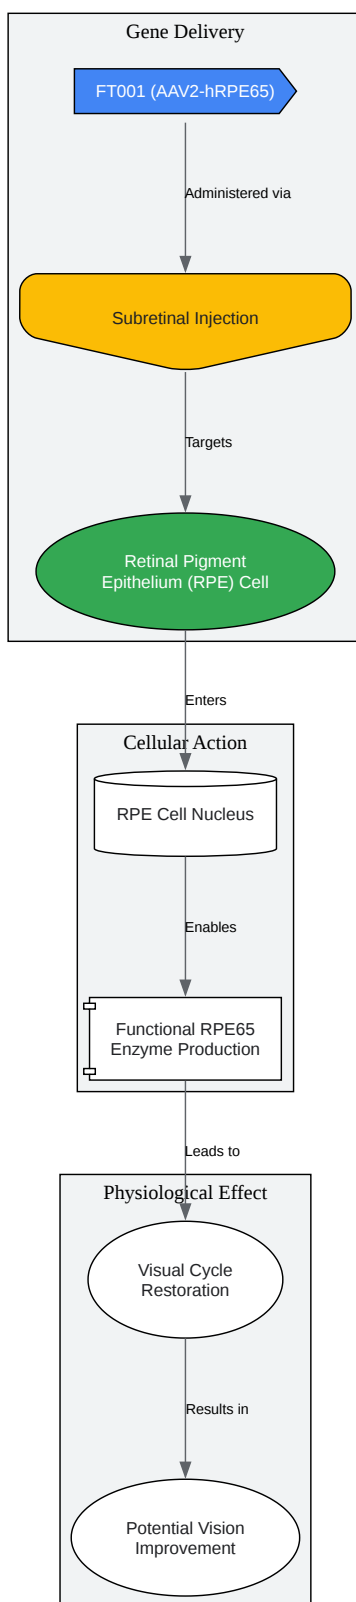 Gene Delivery
FT001 (AAV2-hRPE65)
Administered via
Subretinal Injection
Targets
Retinal Pigment
Epithelium (RPE) Cell
Enters
Cellular Action
RPE Cell Nucleus
Enables
Functional RPE65
Enzyme Production
Leads to
Physiological Effect
Visual Cycle
Restoration
Results in
Potential Vision
Improvement